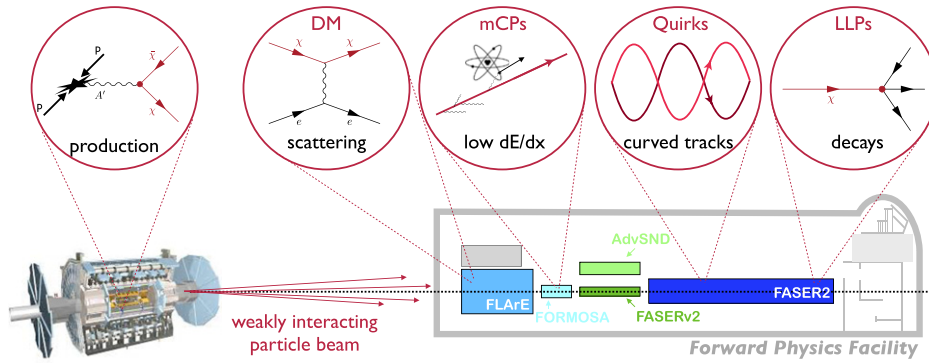 DM
mCPs
Quirks
LLPs
p
p
A′
χ̄
χ
production
χ
χ
e
e
scattering
low dE/dx
curved tracks
χ
decays
AdvSND
FLArE
FORMOSA
FASERv2
FASER2
weakly interacting
particle beam
Forward Physics Facility